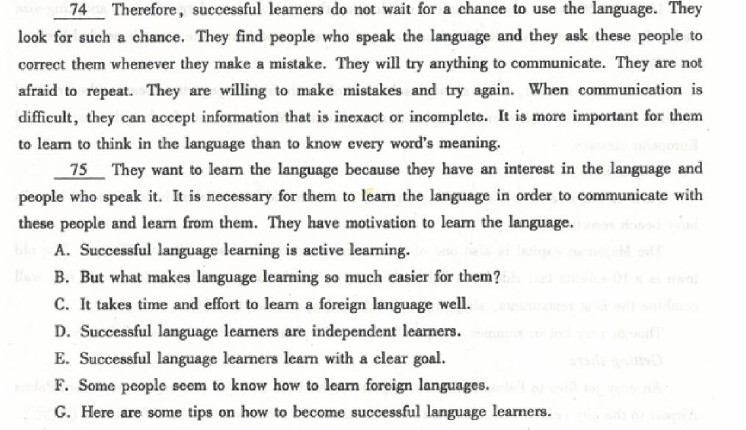 74 Therefore, successful learners do not wait for a chance to use the language. They
look for such a chance. They find people who speak the language and they ask these people to
correct them whenever they make a mistake. They will try anything to communicate. They are not
afraid to repeat. They are willing to make mistakes and try again. When communication is
difficult, they can accept information that is inexact or incomplete. It is more important for them
to learn to think in the language than to know every word's meaning.
75 They want to learn the language because they have an interest in the language and
people who speak it. It is necessary for them to learn the language in order to communicate with
these people and learn from them. They have motivation to learn the language.
A. Successful language learning is active learning.
B. But what makes language learning so much easier for them?
C. It takes time and effort to learn a foreign language well.
D. Successful language learners are independent learners.
E. Successful language learners learn with a clear goal.
F. Some people seem to know how to learn foreign languages.
G. Here are some tips on how to become successful language learners.